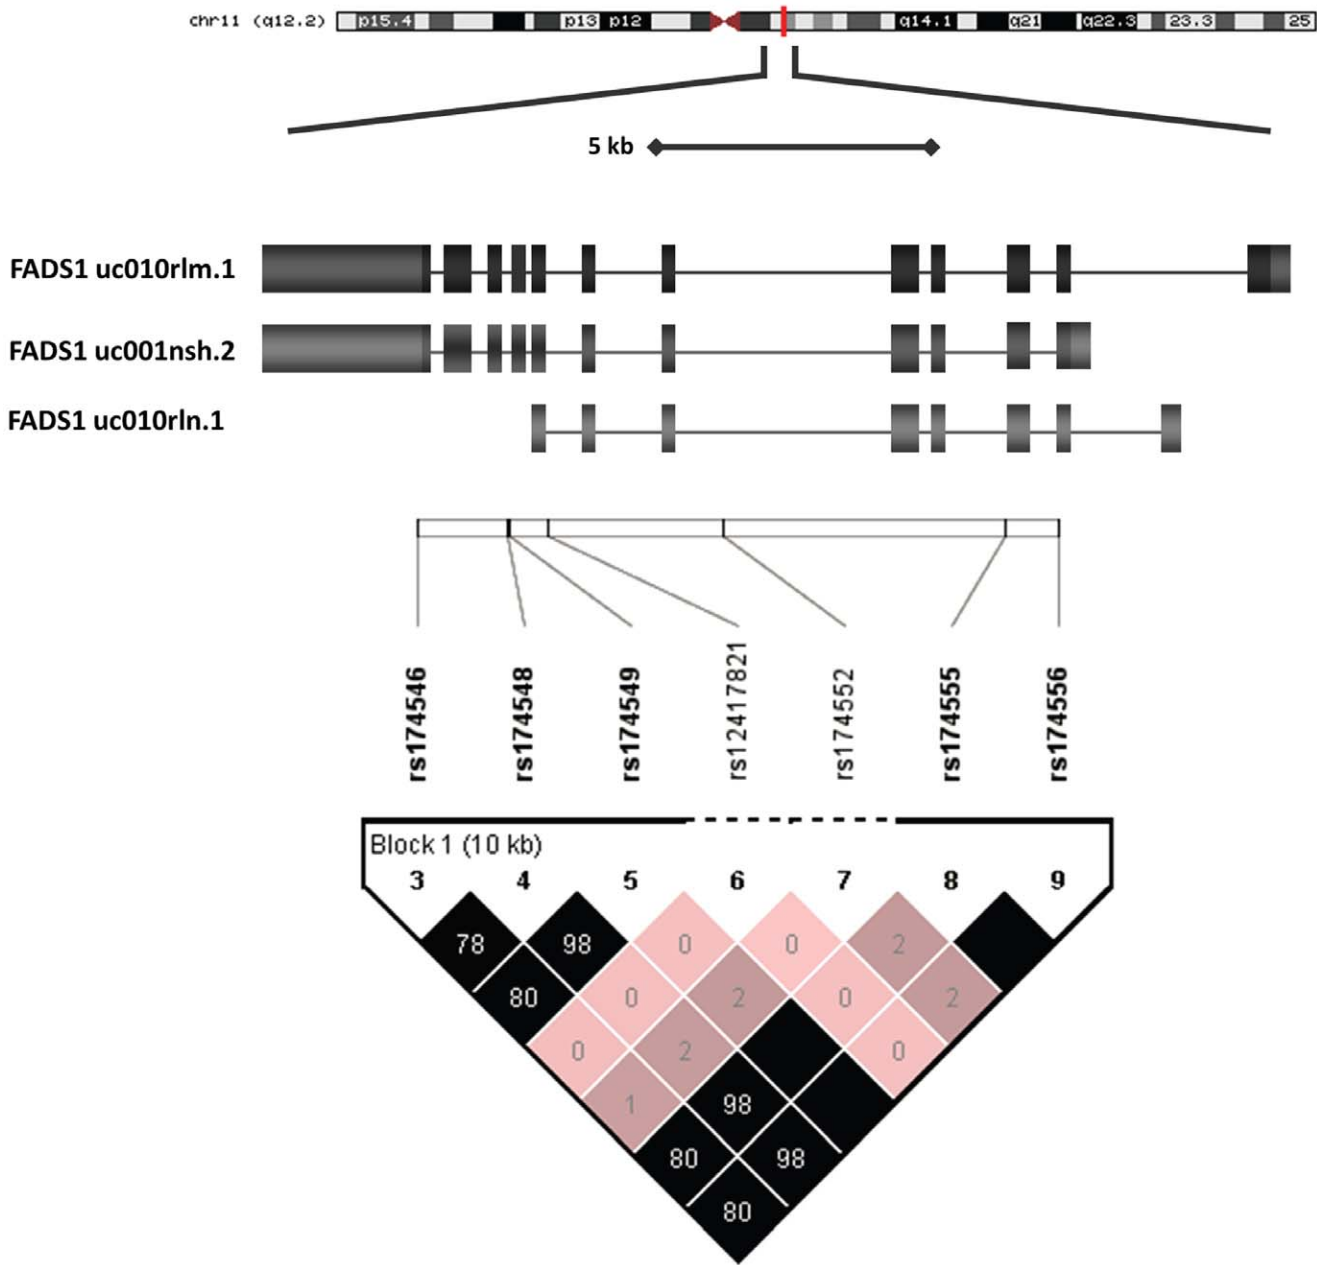 chr11 (q12.2) p15.4 p13 p12 q14.1 q21 q22.3 23.3 25
5 kb
FADS1 uc010rlm.1
FADS1 uc001nsh.2
FADS1 uc010rln.1
rs174546 rs174548 rs174549 rs12417821 rs174552 rs174555 rs174556
Block 1 (10 kb)
3 4 5 6 7 8 9
78 98 0 0 2
80 0 2 0 2
0 2 0
1 98
80 98
80